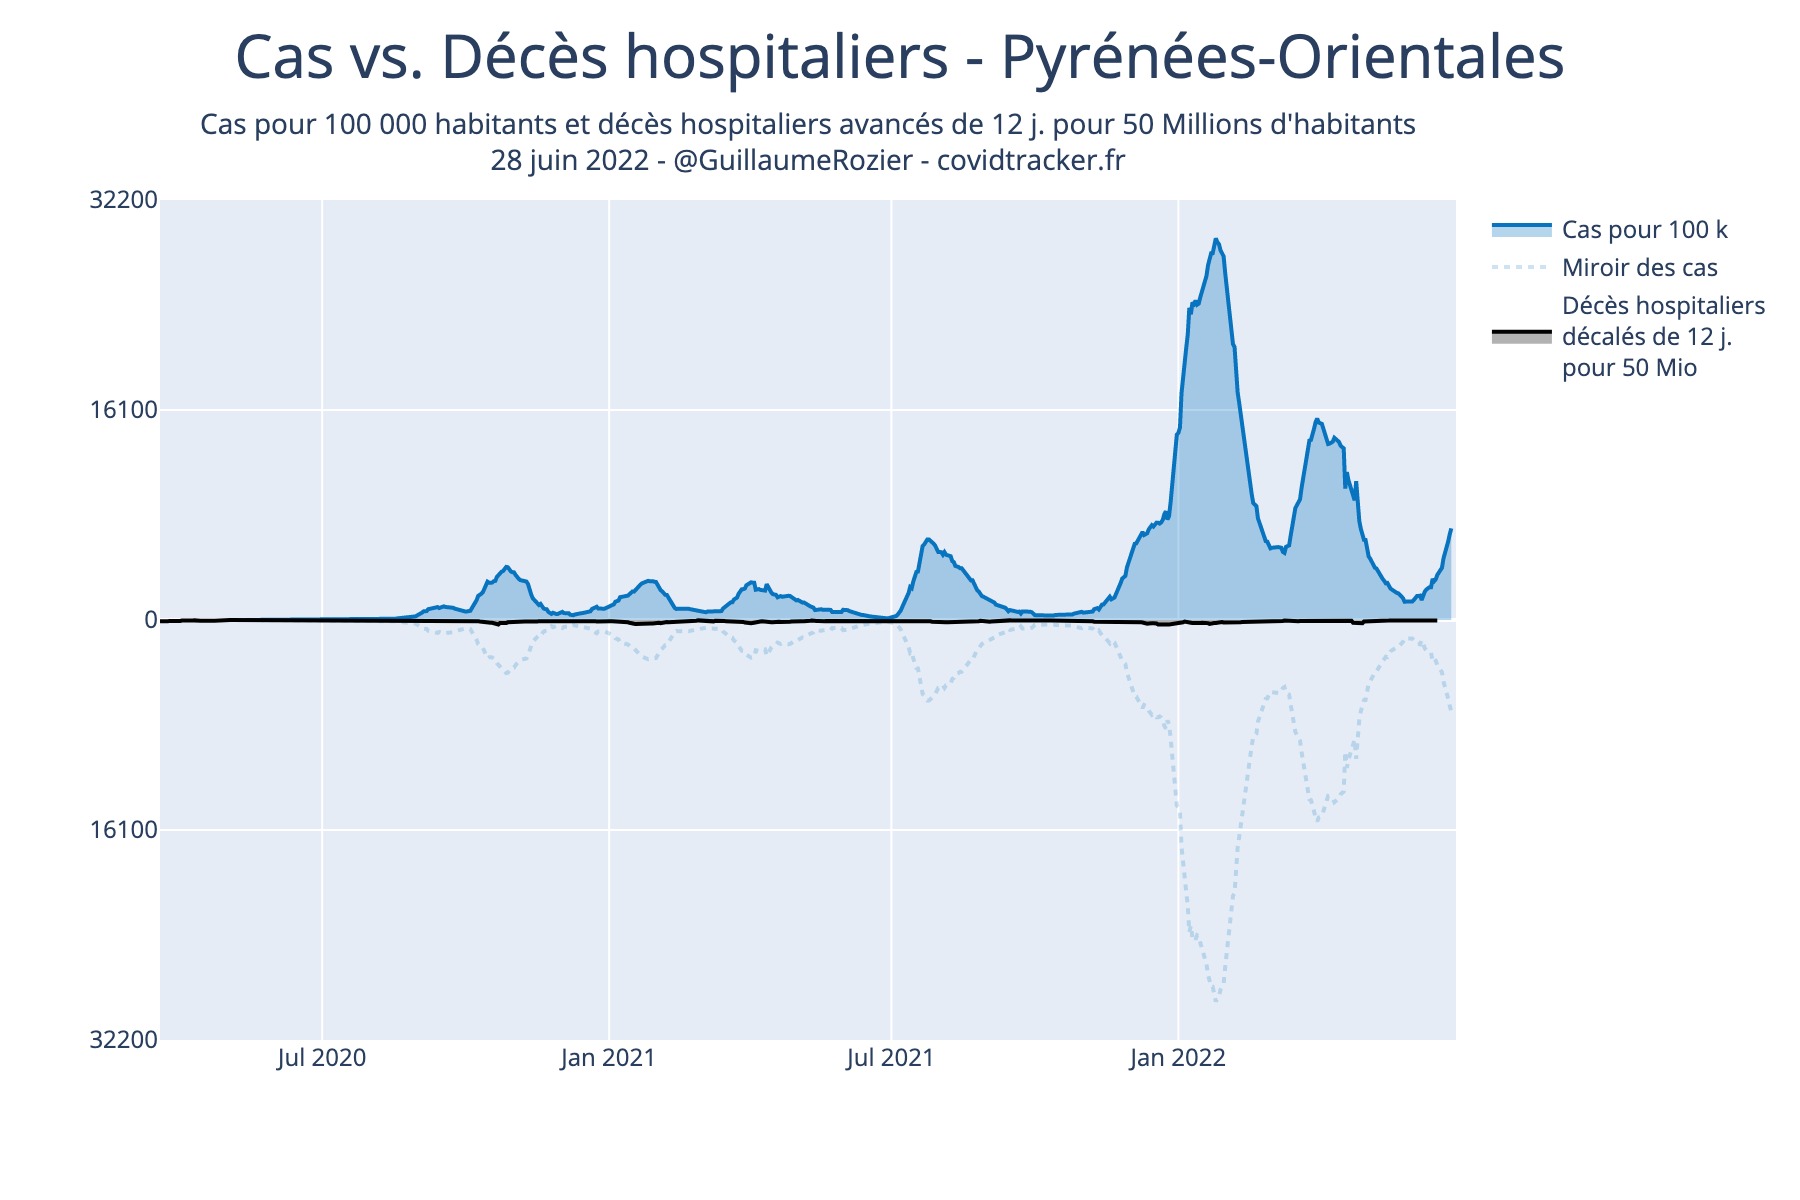 Cas vs. Décès hospitaliers - Pyrénées-Orientales
Cas pour 100 000 habitants et décès hospitaliers avancés de 12 j. pour 50 Millions d'habitants
28 juin 2022 - @GuillaumeRozier - covidtracker.fr
32200
16100
0
16100
32200
Jul 2020
Jan 2021
Jul 2021
Jan 2022
Cas pour 100 k
Miroir des cas
Décès hospitaliers
décalés de 12 j.
pour 50 Mio